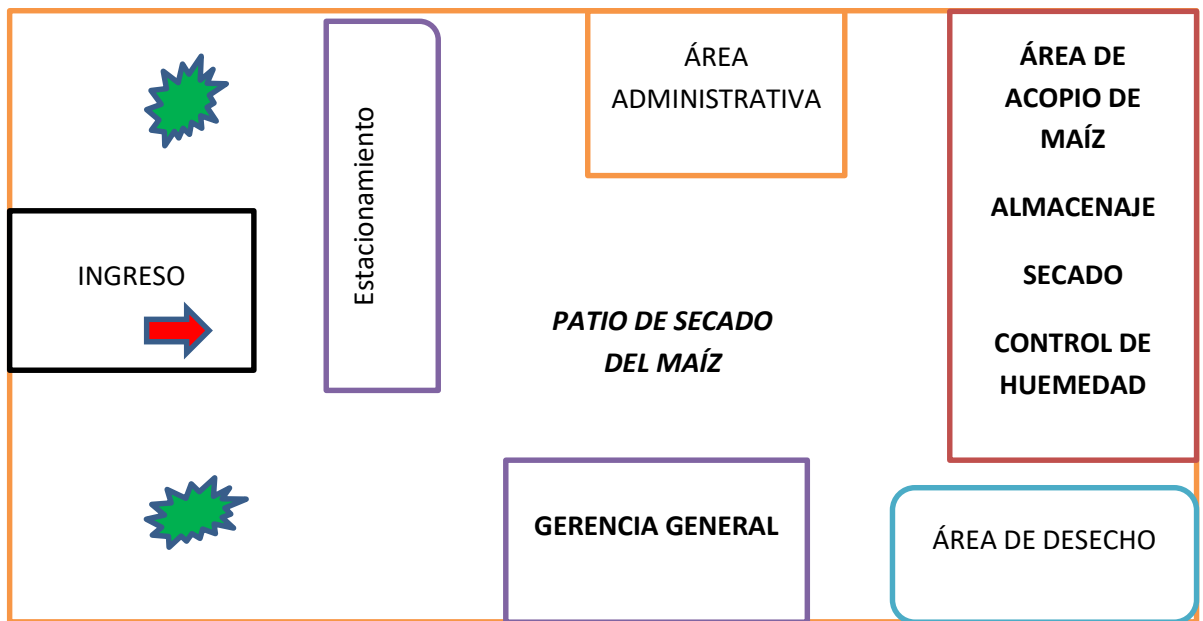 INGRESO
Estacionamiento
ÁREA
ADMINISTRATIVA
PATIO DE SECADO
DEL MAÍZ
GERENCIA GENERAL
ÁREA DE
ACOPIO DE
MAÍZ
ALMACENAJE
SECADO
CONTROL DE
HUEMEDAD
ÁREA DE DESECHO